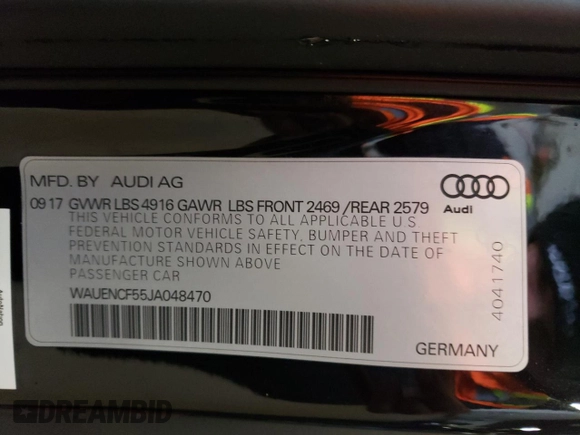 MFD. BY AUDI AG
09 17 GVWR LBS 4916 GAWR LBS FRONT 2469 /REAR 2579
THIS VEHICLE CONFORMS TO ALL APPLICABLE U S
FEDERAL MOTOR VEHICLE SAFETY, BUMPER AND THEFT
PREVENTION STANDARDS IN EFFECT ON THE DATE OF
MANUFACTURE SHOWN ABOVE
PASSENGER CAR
WAUENCF55JA048470
Audi
4041740
GERMANY
DREAMBID